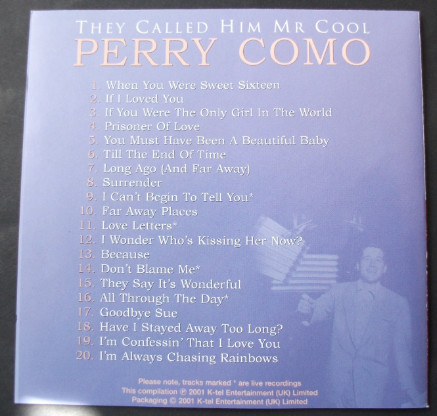 THEY CALLED HIM MR COOL
PERRY COMO
1. When You Were Sweet Sixteen
2. If I Loved You
3. If You Were The Only Girl In The World
4. Prisoner Of Love
5. You Must Have Been A Beautiful Baby
6. Till The End Of Time
7. Long Ago (And Far Away)
8. Surrender
9. I Can't Begin To Tell You*
10. Far Away Places
11. Love Letters*
12. I Wonder Who's Kissing Her Now?
13. Because
14. Don't Blame Me*
15. They Say It's Wonderful
16. All Through The Day*
17. Goodbye Sue
18. Have I Stayed Away Too Long?
19. I'm Confessin' That I Love You
20. I'm Always Chasing Rainbows
Please note, tracks marked * are live recordings
This compilation ℗ 2001 K-tel Entertainment (UK) Limited
Packaging © 2001 K-tel Entertainment (UK) Limited